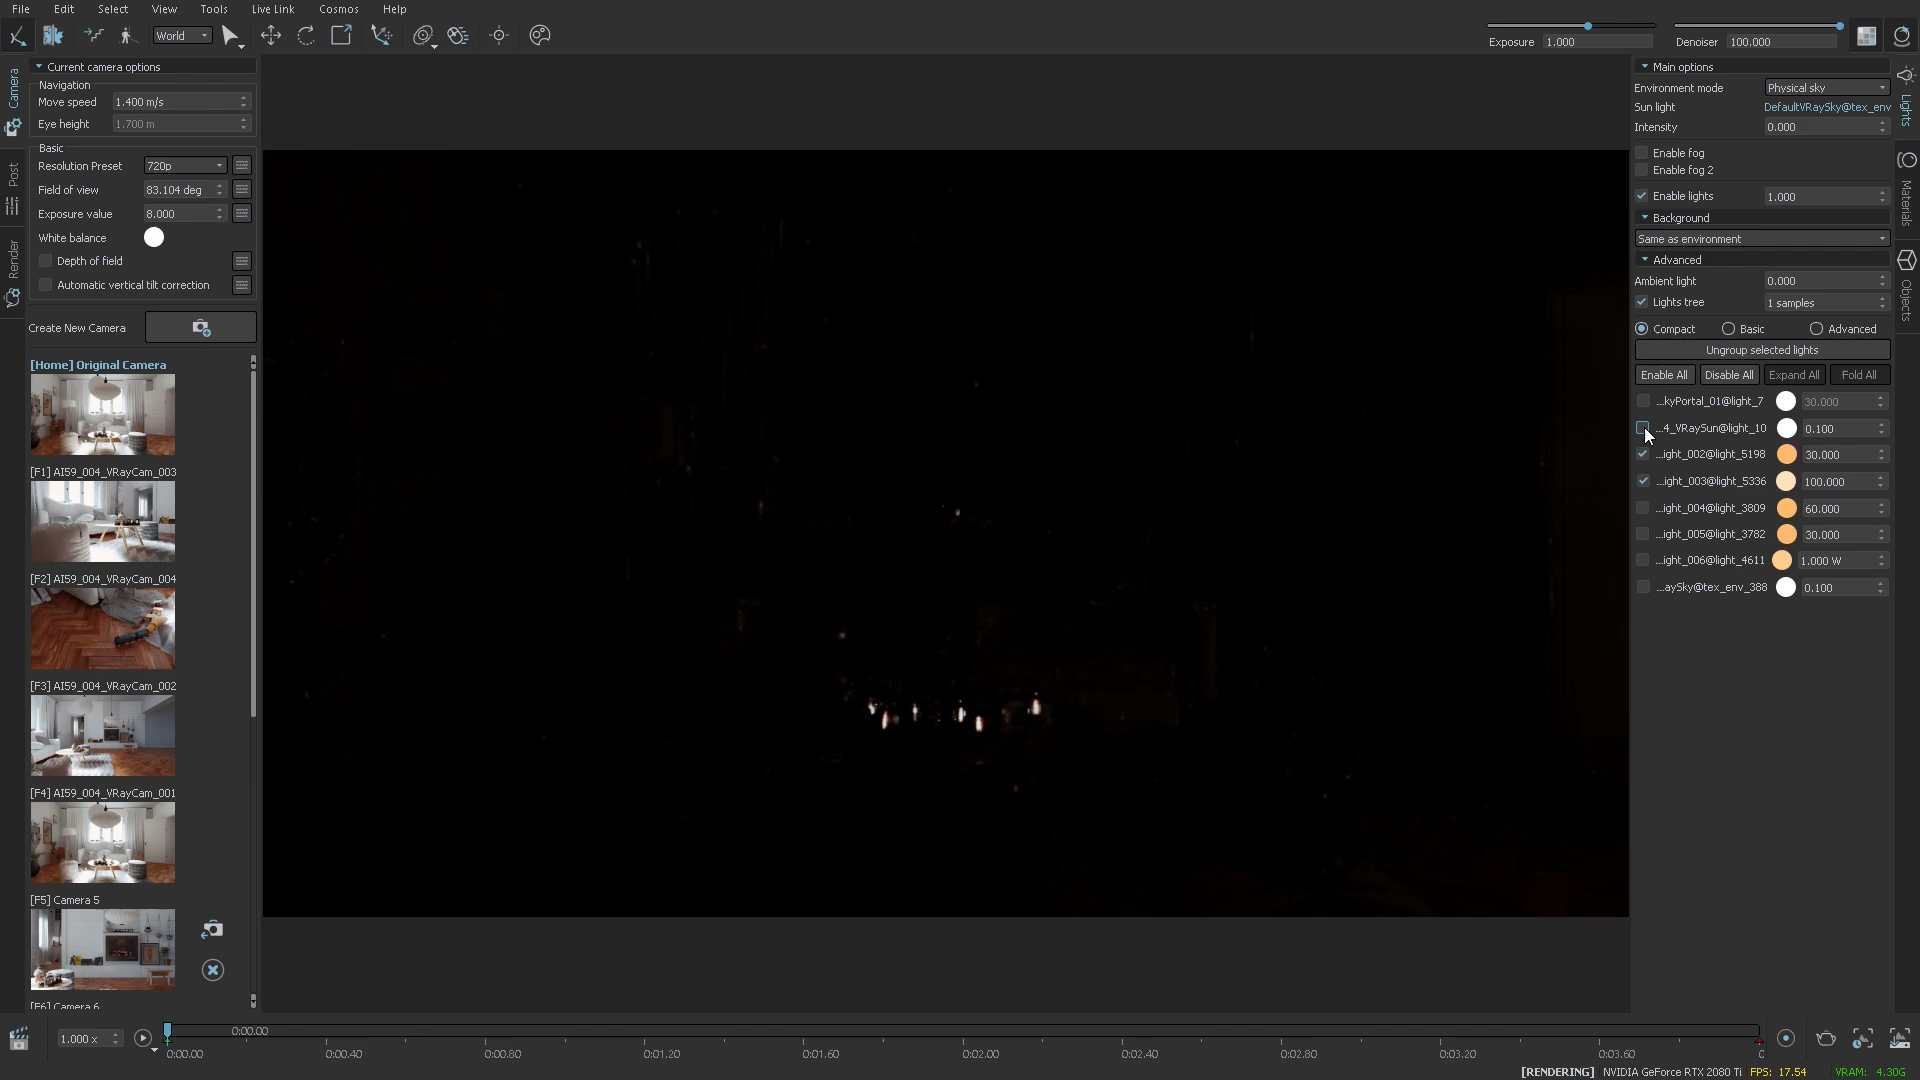 File Edit Select View Tools Live Link Cosmos Help
World
Exposure 1.000
Denoiser 100.000
Camera
Post
Render
Current camera options
Navigation
Move speed 1.400 m/s
Eye height 1.700 m
Basic
Resolution Preset 720p
Field of view 83.104 deg
Exposure value 8.000
White balance
Depth of field
Automatic vertical tilt correction
Create New Camera
[Home] Original Camera
[F1] AI59_004_VRayCam_003
[F2] AI59_004_VRayCam_004
[F3] AI59_004_VRayCam_002
[F4] AI59_004_VRayCam_001
[F5] Camera 5
[F6] Camera 6
Main options
Environment mode Physical sky
Sun light DefaultVRaySky@tex_env
Intensity 0.000
Enable fog
Enable fog 2
Enable lights 1.000
Background
Same as environment
Advanced
Ambient light 0.000
Lights tree 1 samples
Compact Basic Advanced
Ungroup selected lights
Enable All Disable All Expand All Fold All
...kyPortal_01@light_7 30.000
...4_VRaySun@light_10 0.100
...ight_002@light_5198 30.000
...ight_003@light_5336 100.000
...ight_004@light_3809 60.000
...ight_005@light_3782 30.000
...ight_006@light_4611 1.000 W
...aySky@tex_env_388 0.100
Lights
Materials
Objects
1.000 x
0:00.00
0:00.00 0:00.40 0:00.80 0:01.20 0:01.60 0:02.00 0:02.40 0:02.80 0:03.20 0:03.60 0
[RENDERING] NVIDIA GeForce RTX 2080 Ti FPS: 17.54 VRAM: 4.30G